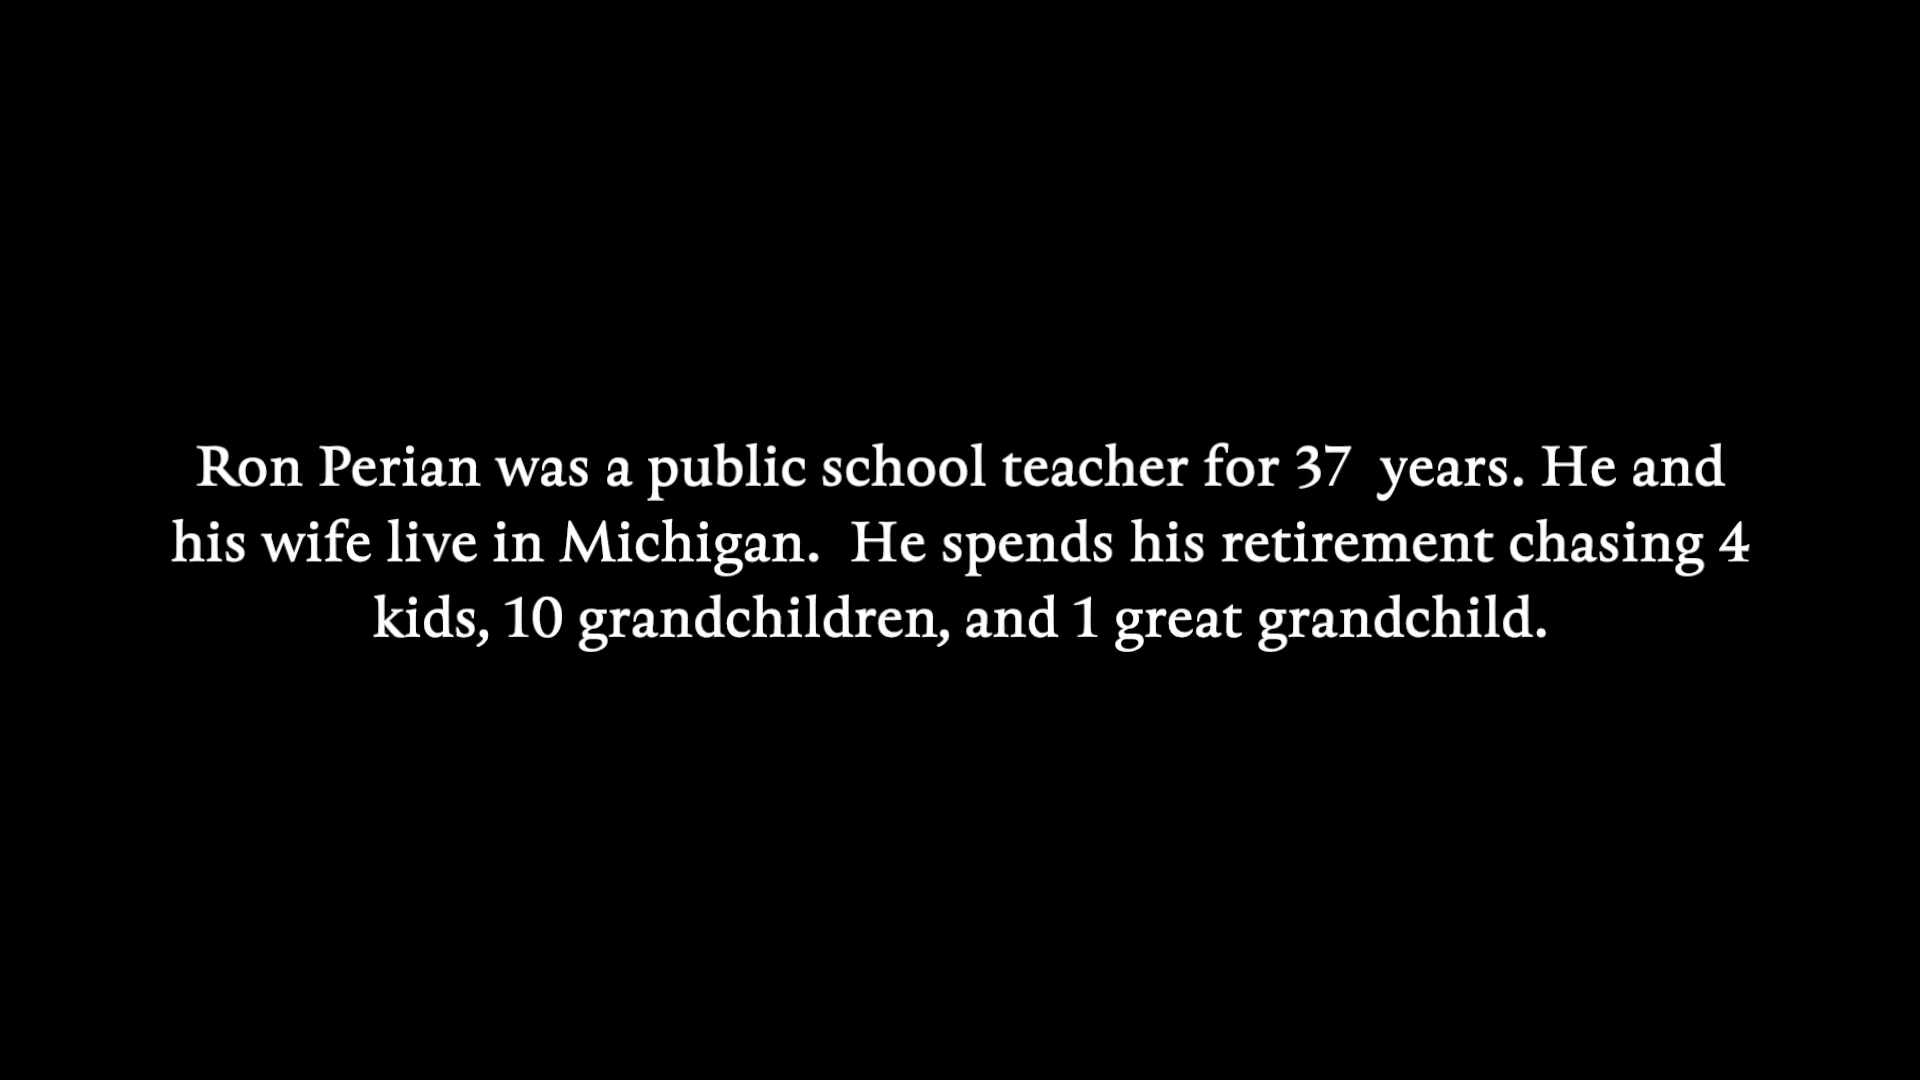 Ron Perian was a public school teacher for 37  years. He and
his wife live in Michigan.  He spends his retirement chasing 4
kids, 10 grandchildren, and 1 great grandchild.